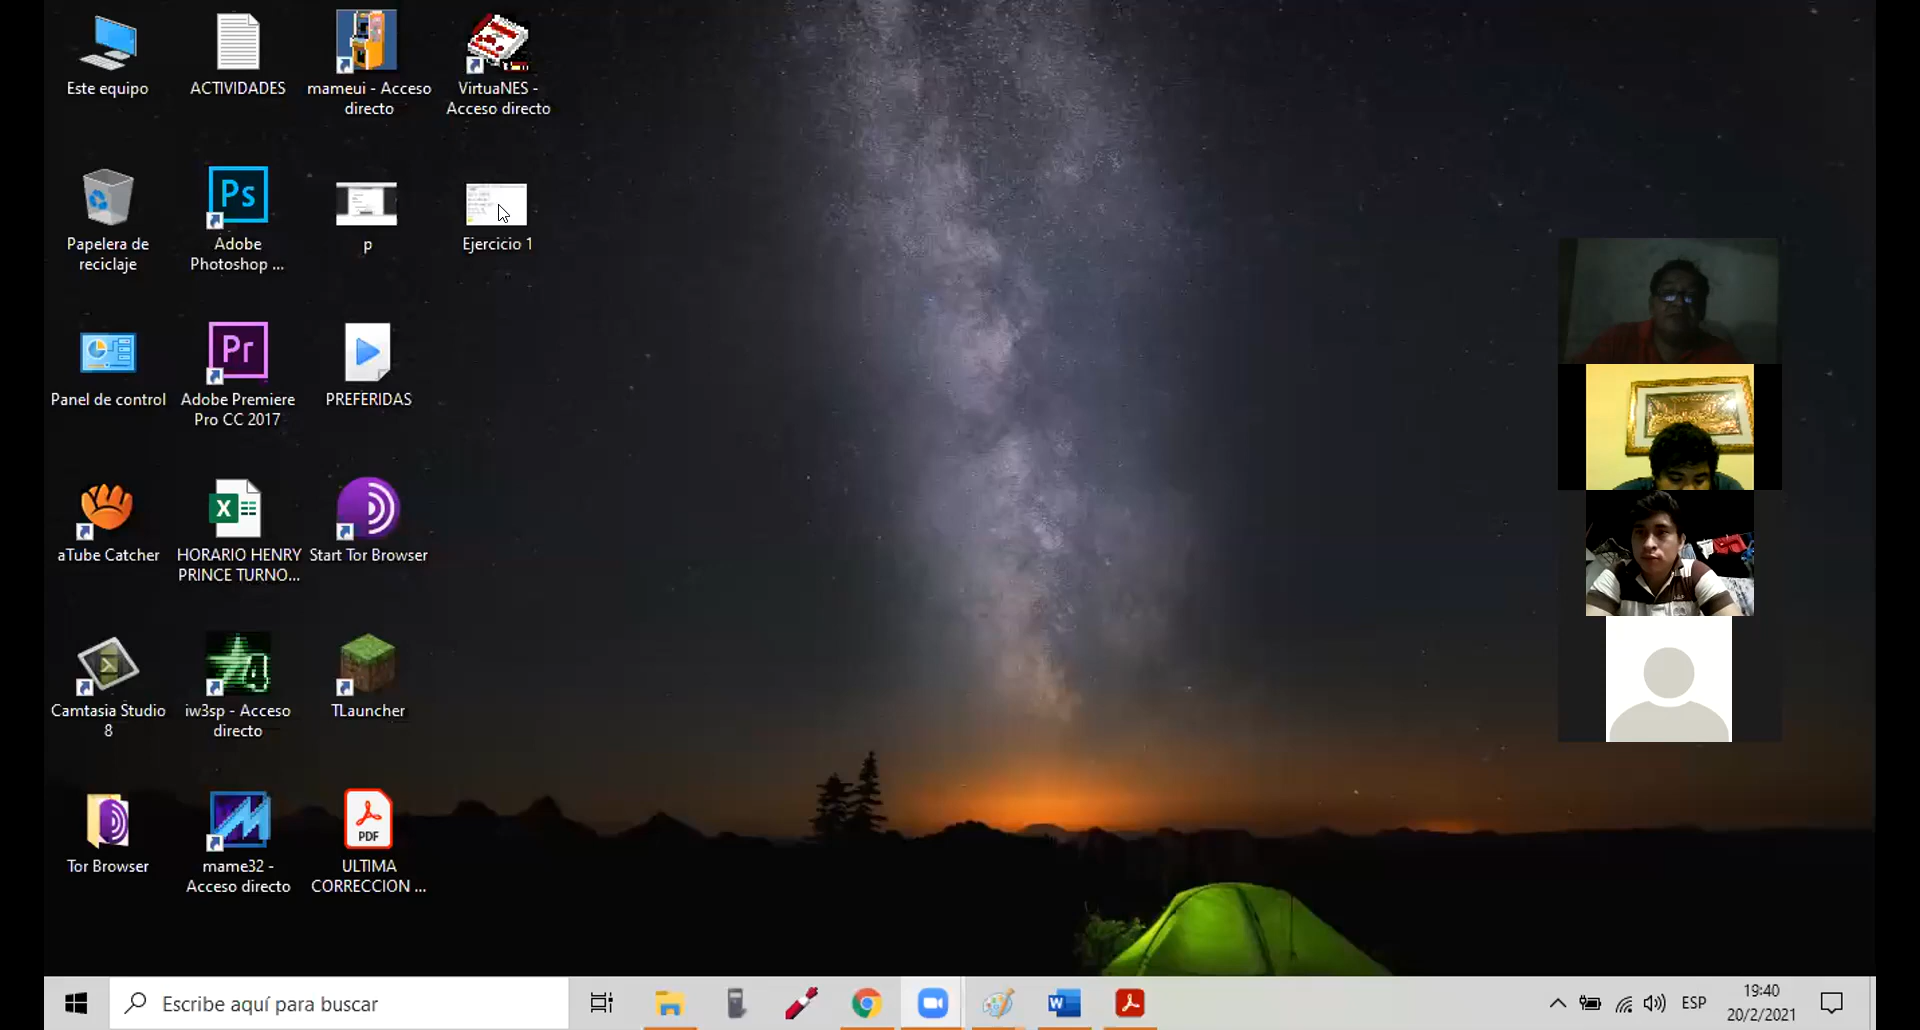 Este equipo
ACTIVIDADES
mameui - Acceso
directo
VirtuaNES -
Acceso directo
Papelera de
reciclaje
Ps
Adobe
Photoshop ...
p
Ejercicio 1
Panel de control
Pr
Adobe Premiere
Pro CC 2017
PREFERIDAS
aTube Catcher
X
HORARIO HENRY
PRINCE TURNO...
Start Tor Browser
Camtasia Studio
8
iw3sp - Acceso
directo
TLauncher
Tor Browser
mame32 -
Acceso directo
PDF
ULTIMA
CORRECCION ...
Escribe aquí para buscar
W
ESP
19:40
20/2/2021